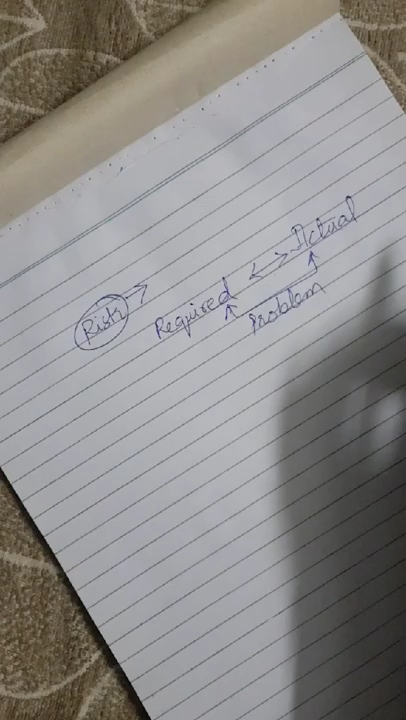 Risk → Required <> Actual
Problem